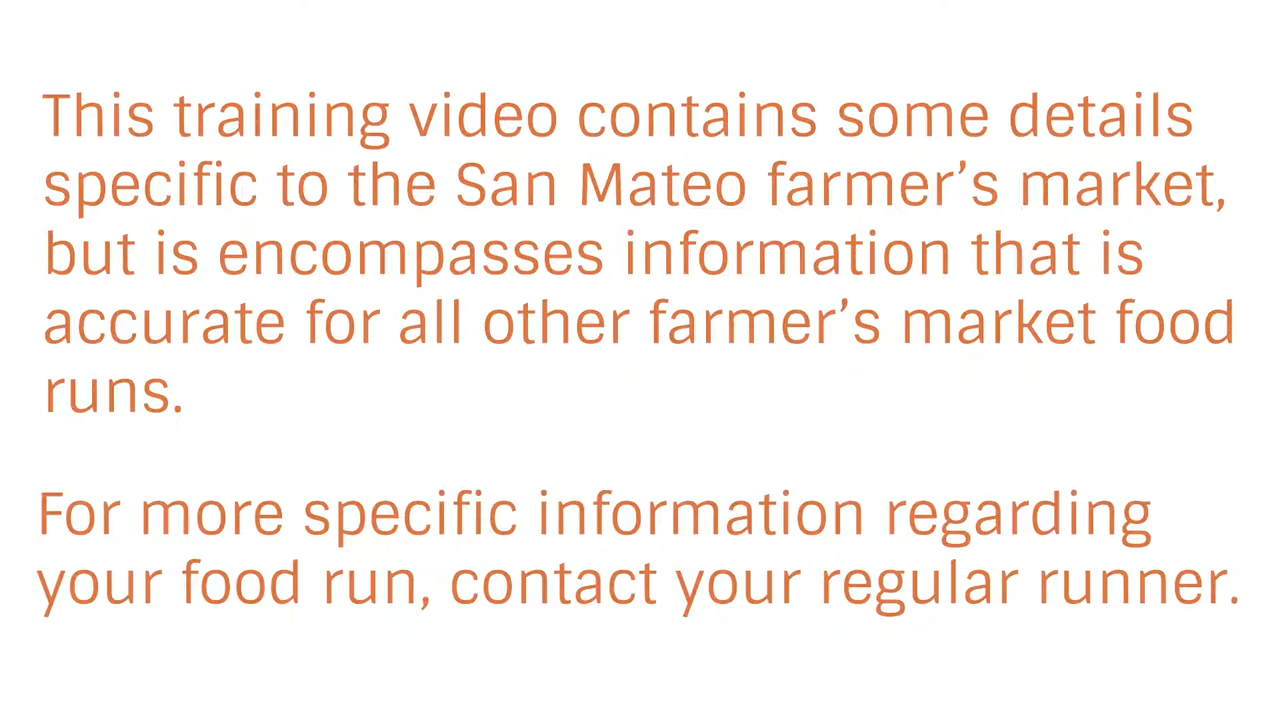 This training video contains some details
specific to the San Mateo farmer’s market,
but is encompasses information that is
accurate for all other farmer’s market food
runs.
For more specific information regarding
your food run, contact your regular runner.